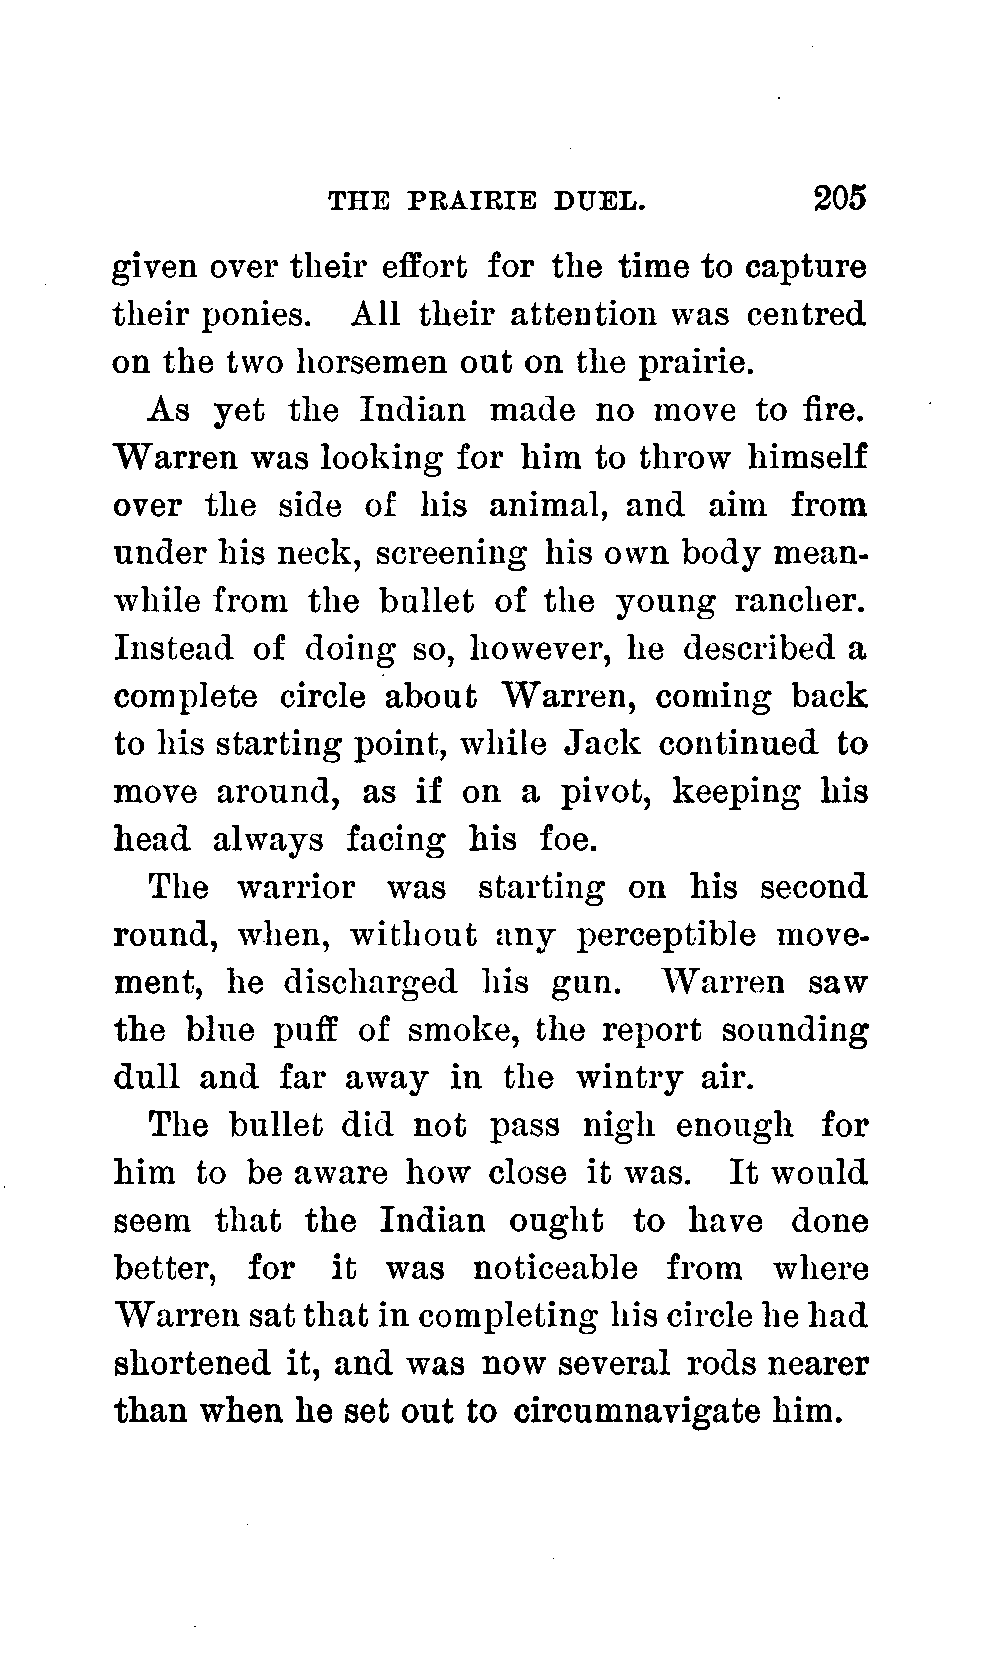 THE PRAIRIE DUEL. 205
given over their effort for the time to capture
their ponies. All their attention was centred
on the two horsemen out on the prairie.
As yet the Indian made no move to fire.
Warren was looking for him to throw himself
over the side of his animal, and aim from
under his neck, screening his own body mean-
while from the bullet of the young rancher.
Instead of doing so, however, he described a
complete circle about Warren, coming back
to his starting point, while Jack continued to
move around, as if on a pivot, keeping his
head always facing his foe.
The warrior was starting on his second
round, when, without any perceptible move-
ment, he discharged his gun. Warren saw
the blue puff of smoke, the report sounding
dull and far away in the wintry air.
The bullet did not pass nigh enough for
him to be aware how close it was. It would
seem that the Indian ought to have done
better, for it was noticeable from where
Warren sat that in completing his circle he had
shortened it, and was now several rods nearer
than when he set out to circumnavigate him.